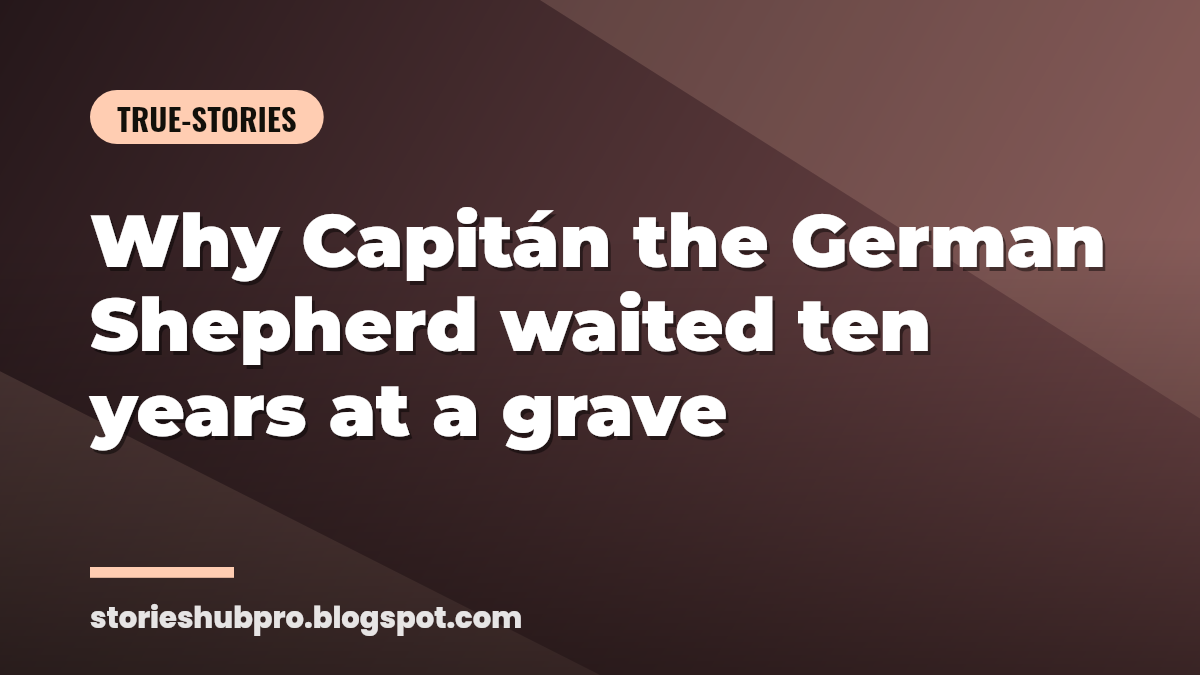 TRUE-STORIES
Why Capitán the German
Shepherd waited ten
years at a grave
storieshubpro.blogspot.com